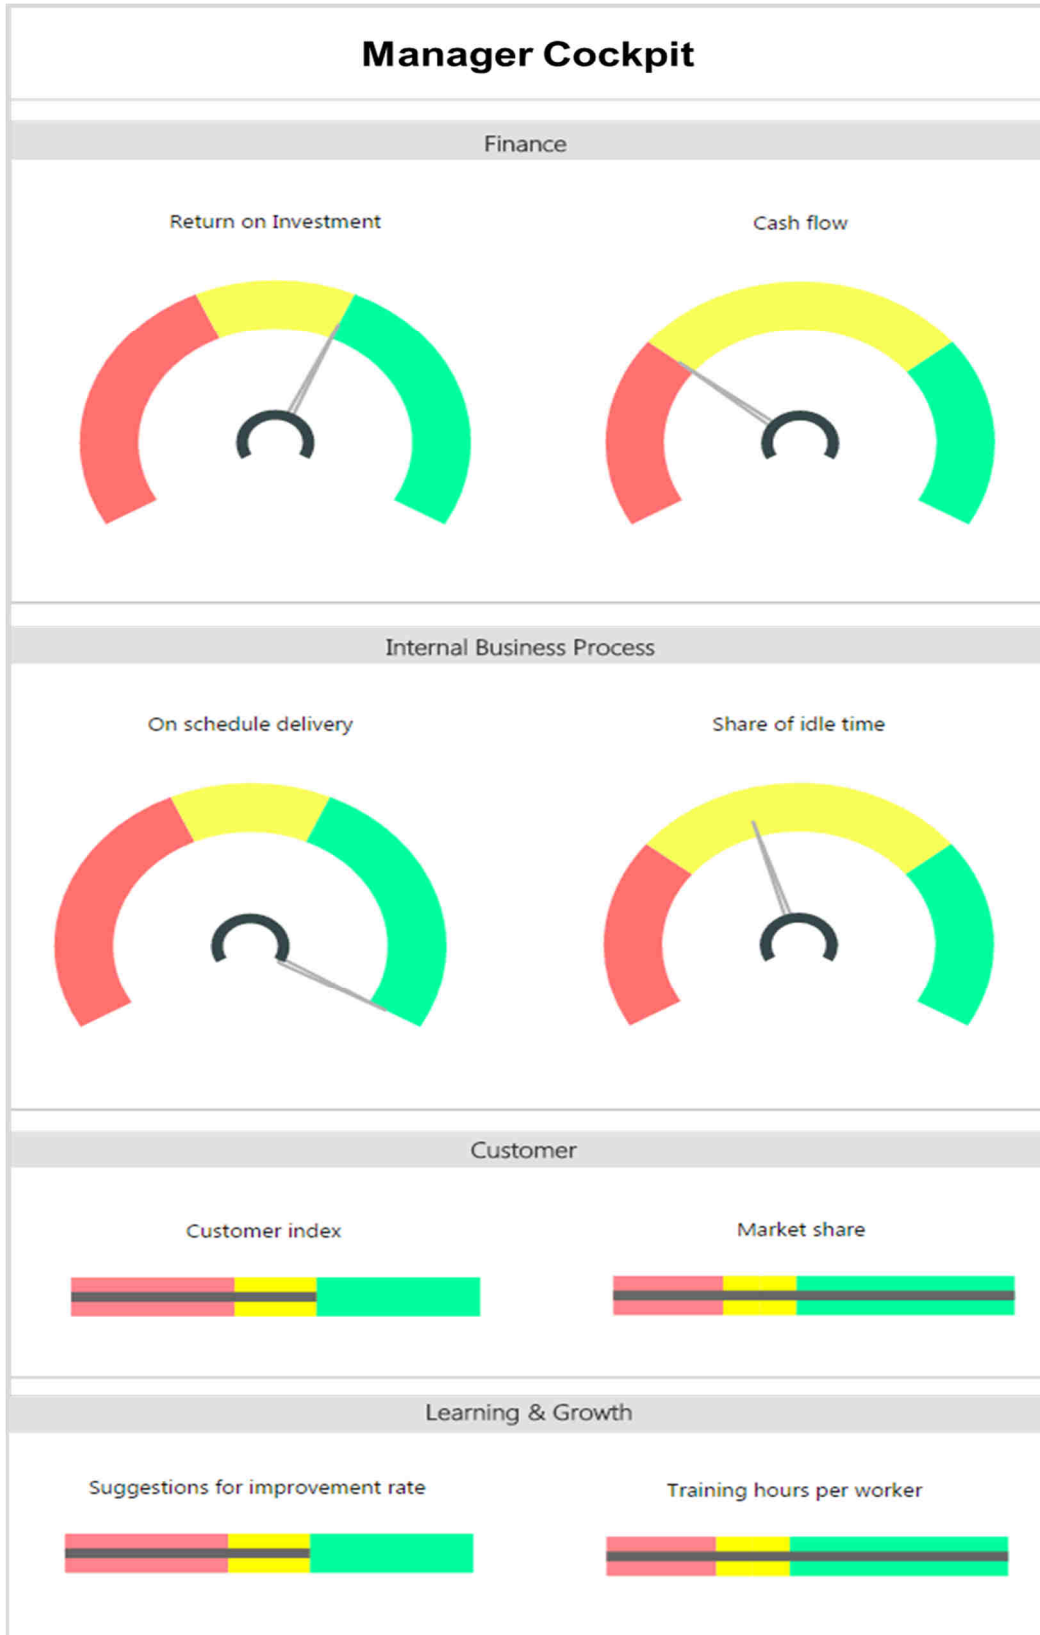 Manager Cockpit
Finance
Return on Investment
Cash flow
Internal Business Process
On schedule delivery
Share of idle time
Customer
Customer index
Market share
Learning & Growth
Suggestions for improvement rate
Training hours per worker